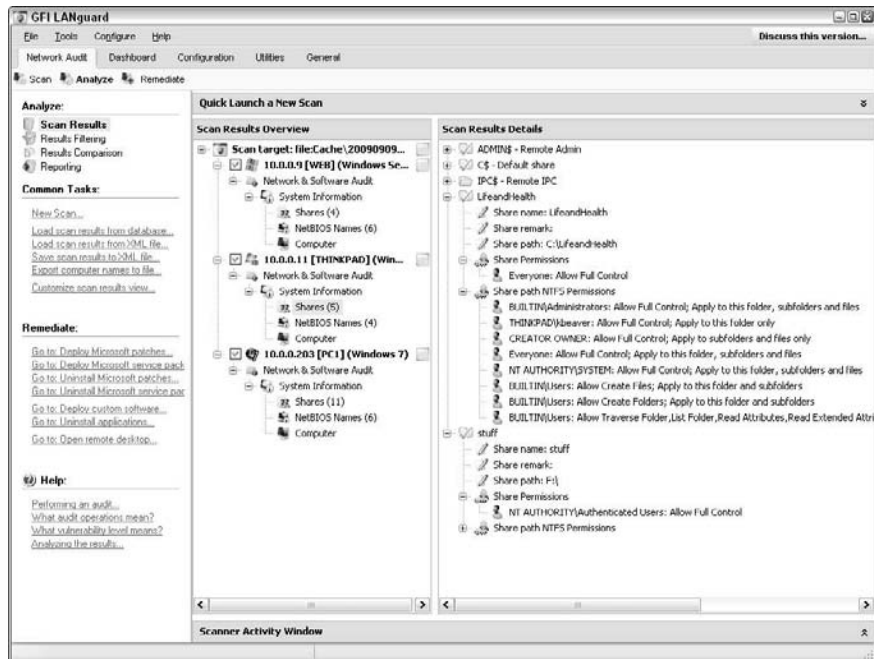 GFI LANguard
File Tools Configure Help
Discuss this version...
Network Audit Dashboard Configuration Utilities General
Scan Analyze Remediate
Analyze:
Scan Results
Results Filtering
Results Comparison
Reporting
Common Tasks:
New Scan...
Load scan results from database...
Load scan results from XML file...
Save scan results to XML file...
Export computer names to file...
Customize scan results view...
Remediate:
Go to: Deploy Microsoft patches...
Go to: Deploy Microsoft service pack
Go to: Uninstall Microsoft patches...
Go to: Uninstall Microsoft service pac
Go to: Deploy custom software...
Go to: Uninstall applications...
Go to: Open remote desktop...
Help:
Performing an audit...
What audit operations mean?
What vulnerability level means?
Analyzing the results...
Quick Launch a New Scan
Scan Results Overview
Scan target: file:Cache\20090909...
10.0.0.9 [WEB] (Windows Se...
Network & Software Audit
System Information
Shares (4)
NetBIOS Names (6)
Computer
10.0.0.11 [THINKPAD] (Win...
Network & Software Audit
System Information
Shares (5)
NetBIOS Names (4)
Computer
10.0.0.203 [PC1] (Windows 7)
Network & Software Audit
System Information
Shares (11)
NetBIOS Names (6)
Computer
Scan Results Details
ADMIN$ - Remote Admin
C$ - Default share
IPC$ - Remote IPC
LifeandHealth
Share name: LifeandHealth
Share remark:
Share path: C:\LifeandHealth
Share Permissions
Everyone: Allow Full Control
Share path NTFS Permissions
BUILTIN\Administrators: Allow Full Control; Apply to this folder, subfolders and files
THINKPAD\kbeaver: Allow Full Control; Apply to this folder only
CREATOR OWNER: Allow Full Control; Apply to subfolders and files only
Everyone: Allow Full Control; Apply to this folder, subfolders and files
NT AUTHORITY\SYSTEM: Allow Full Control; Apply to this folder, subfolders and files
BUILTIN\Users: Allow Create Files; Apply to this folder and subfolders
BUILTIN\Users: Allow Create Folders; Apply to this folder and subfolders
BUILTIN\Users: Allow Traverse Folder,List Folder,Read Attributes,Read Extended Attri
stuff
Share name: stuff
Share remark:
Share path: F:\
Share Permissions
NT AUTHORITY\Authenticated Users: Allow Full Control
Share path NTFS Permissions
Scanner Activity Window